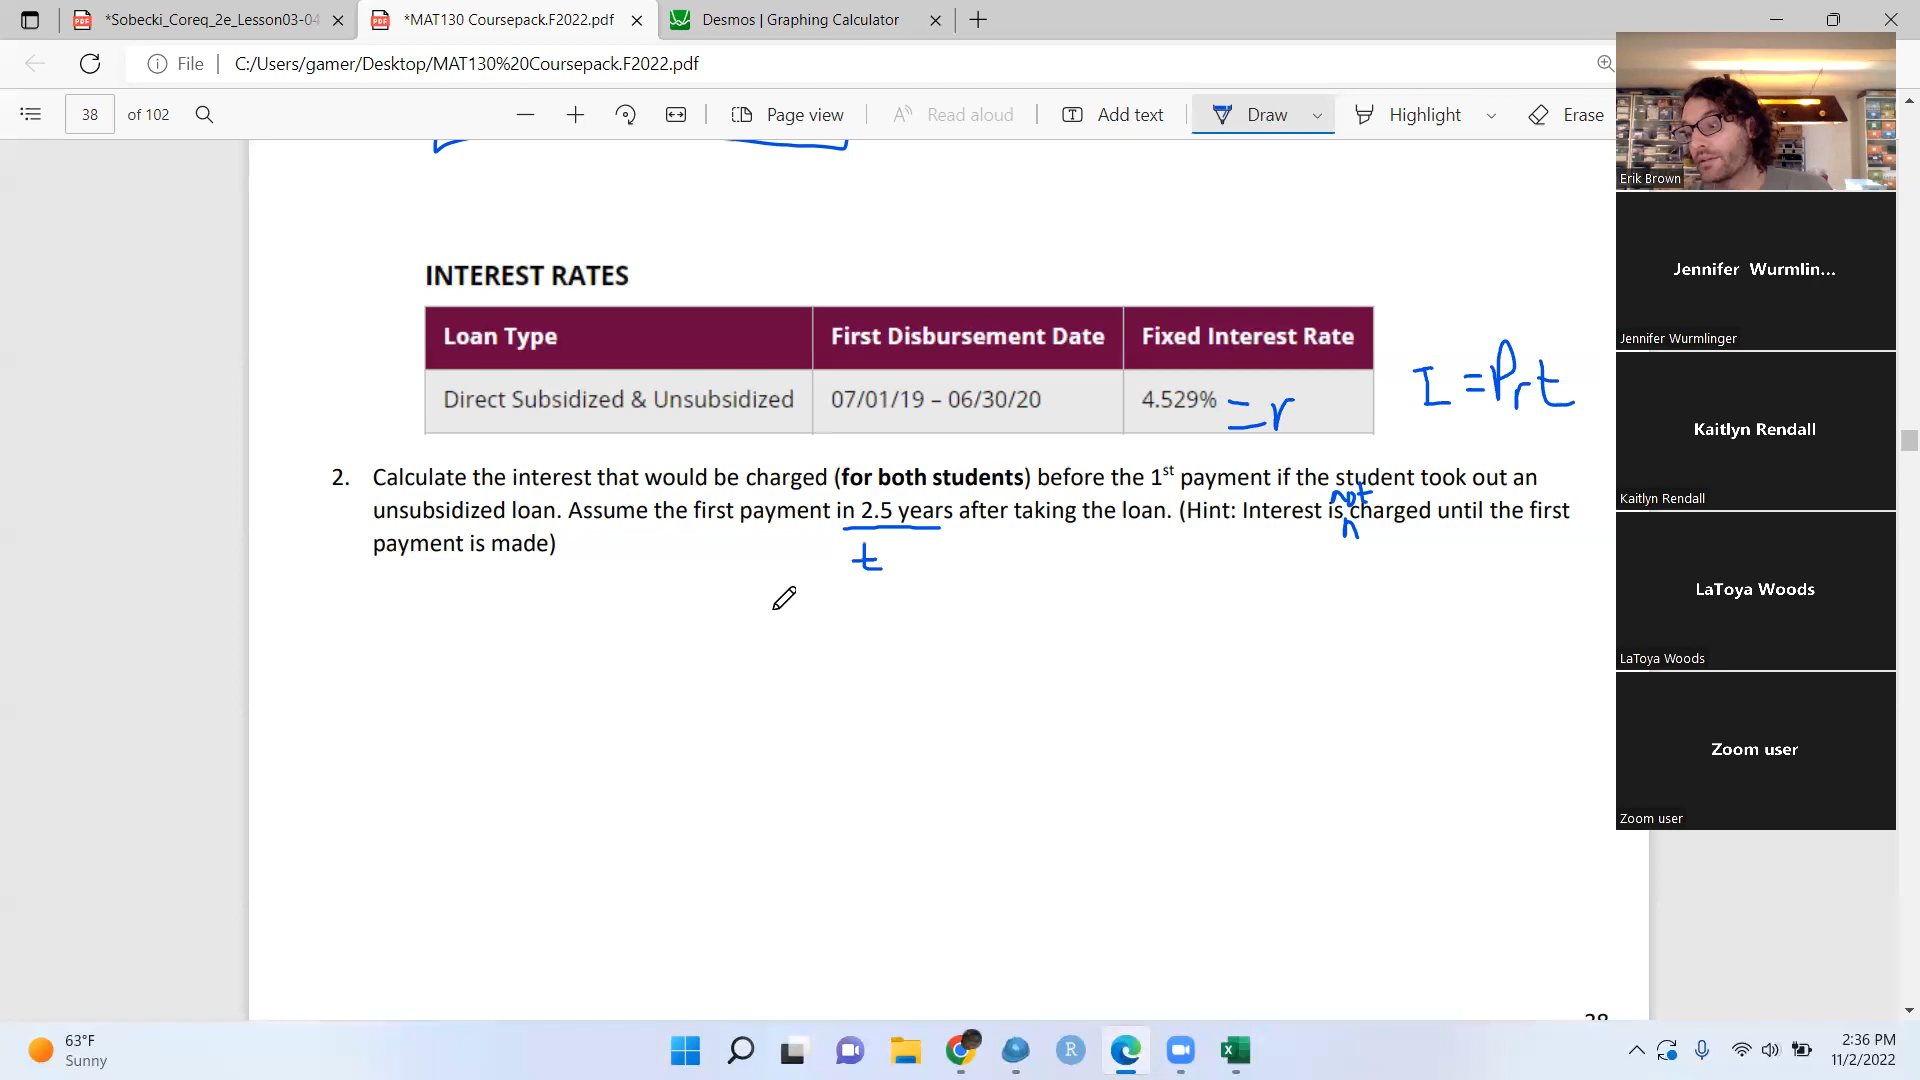 *Sobecki_Coreq_2e_Lesson03-04
*MAT130 Coursepack.F2022.pdf
Desmos | Graphing Calculator
File
C:/Users/gamer/Desktop/MAT130%20Coursepack.F2022.pdf
38 of 102
Page view
Read aloud
Add text
Draw
Highlight
Erase
Erik Brown
INTEREST RATES
Loan Type First Disbursement Date Fixed Interest Rate
Direct Subsidized & Unsubsidized 07/01/19 – 06/30/20 4.529% = r
I = Prt
2. Calculate the interest that would be charged (for both students) before the 1st payment if the student took out an
not
unsubsidized loan. Assume the first payment in 2.5 years after taking the loan. (Hint: Interest is charged until the first
n
payment is made)
t
Jennifer Wurmlin...
Jennifer Wurmlinger
Kaitlyn Rendall
Kaitlyn Rendall
LaToya Woods
LaToya Woods
Zoom user
Zoom user
38
63°F
Sunny
R
2:36 PM
11/2/2022